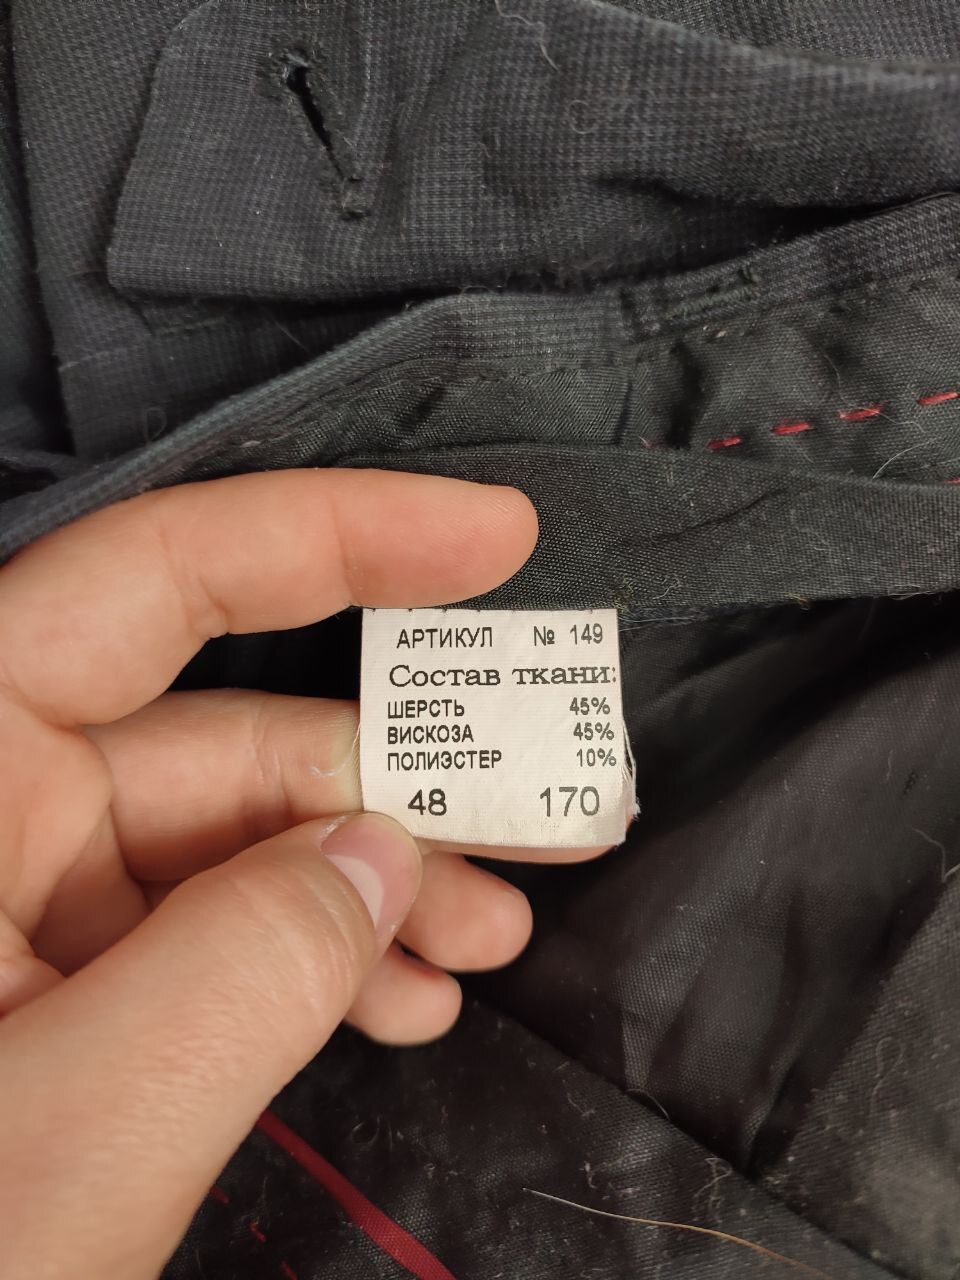 АРТИКУЛ № 149
Состав ткани:
ШЕРСТЬ 45%
ВИСКОЗА 45%
ПОЛИЭСТЕР 10%
48 170